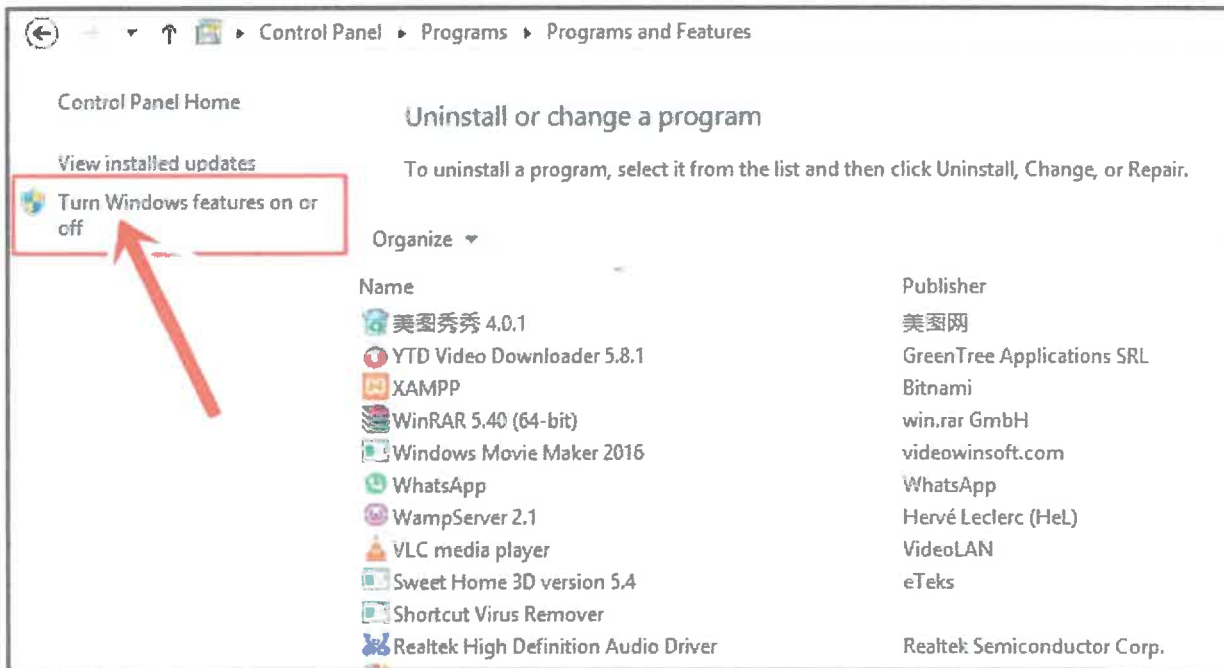 Control Panel ▸ Programs ▸ Programs and Features
Control Panel Home
View installed updates
Turn Windows features on or
off
Uninstall or change a program
To uninstall a program, select it from the list and then click Uninstall, Change, or Repair.
Organize
Name Publisher
美图秀秀 4.0.1 美图网
YTD Video Downloader 5.8.1 GreenTree Applications SRL
XAMPP Bitnami
WinRAR 5.40 (64-bit) win.rar GmbH
Windows Movie Maker 2016 videowinsoft.com
WhatsApp WhatsApp
WampServer 2.1 Hervé Leclerc (HeL)
VLC media player VideoLAN
Sweet Home 3D version 5.4 eTeks
Shortcut Virus Remover
Realtek High Definition Audio Driver Realtek Semiconductor Corp.